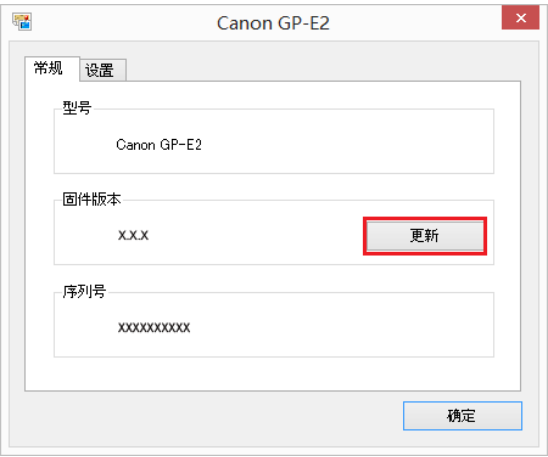 Canon GP-E2
常规 设置
型号
Canon GP-E2
固件版本
X.X.X 更新
序列号
XXXXXXXXXX
确定